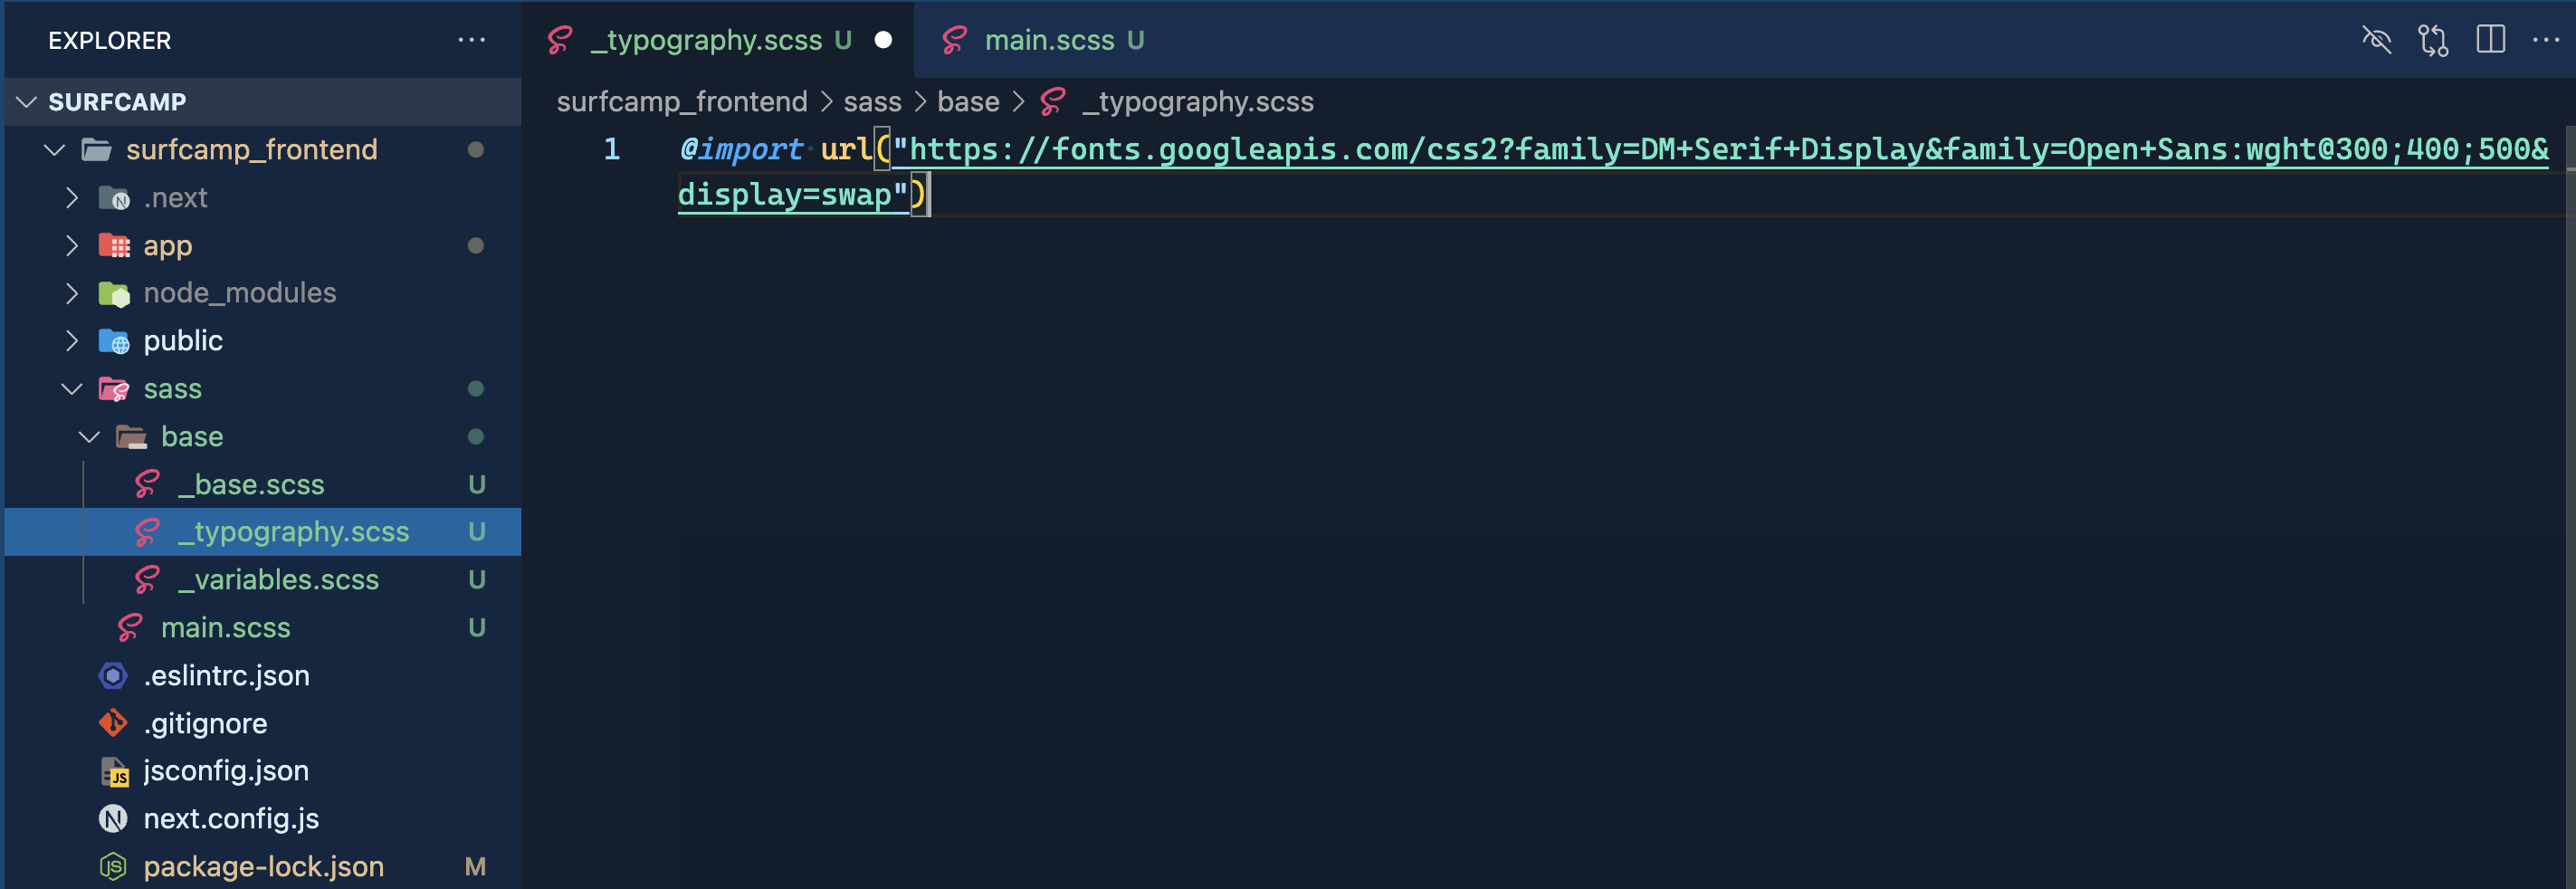 EXPLORER
SURFCAMP
surfcamp_frontend
.next
app
node_modules
public
sass
base
_base.scss U
_typography.scss U
_variables.scss U
main.scss U
.eslintrc.json
.gitignore
jsconfig.json
next.config.js
package-lock.json M
_typography.scss U
main.scss U
surfcamp_frontend > sass > base > _typography.scss
1 @import url("https://fonts.googleapis.com/css2?family=DM+Serif+Display&family=Open+Sans:wght@300;400;500&
display=swap")